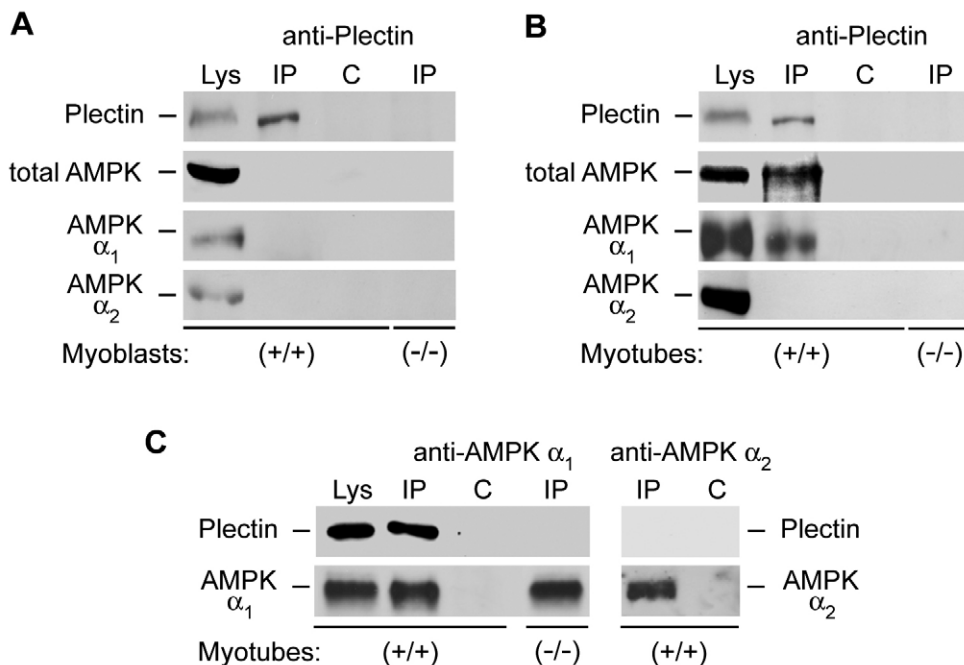 A
anti-Plectin
Lys IP C IP
Plectin
total AMPK
AMPK α1
AMPK α2
Myoblasts: (+/+) (-/-)
B
anti-Plectin
Lys IP C IP
Plectin
total AMPK
AMPK α1
AMPK α2
Myotubes: (+/+) (-/-)
C
anti-AMPK α1 anti-AMPK α2
Lys IP C IP IP C
Plectin Plectin
AMPK α1 AMPK α2
Myotubes: (+/+) (-/-) (+/+)